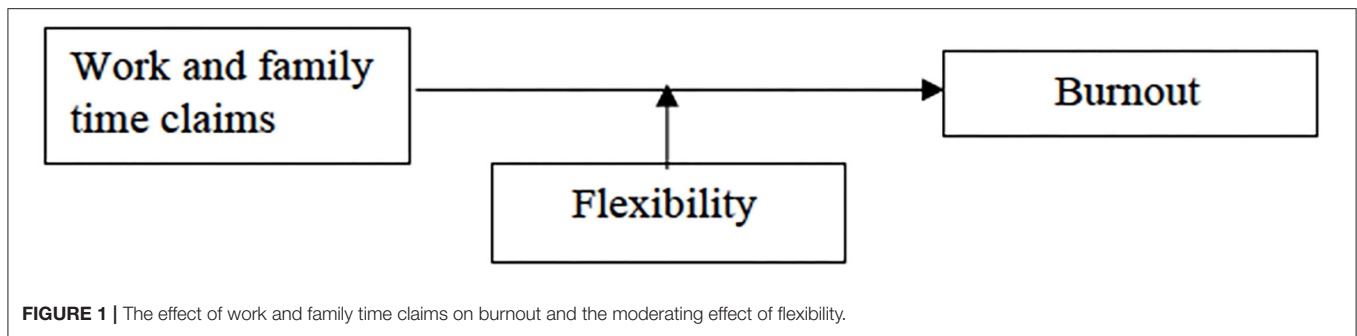 Work and family
time claims
Burnout
Flexibility
FIGURE 1 | The effect of work and family time claims on burnout and the moderating effect of flexibility.